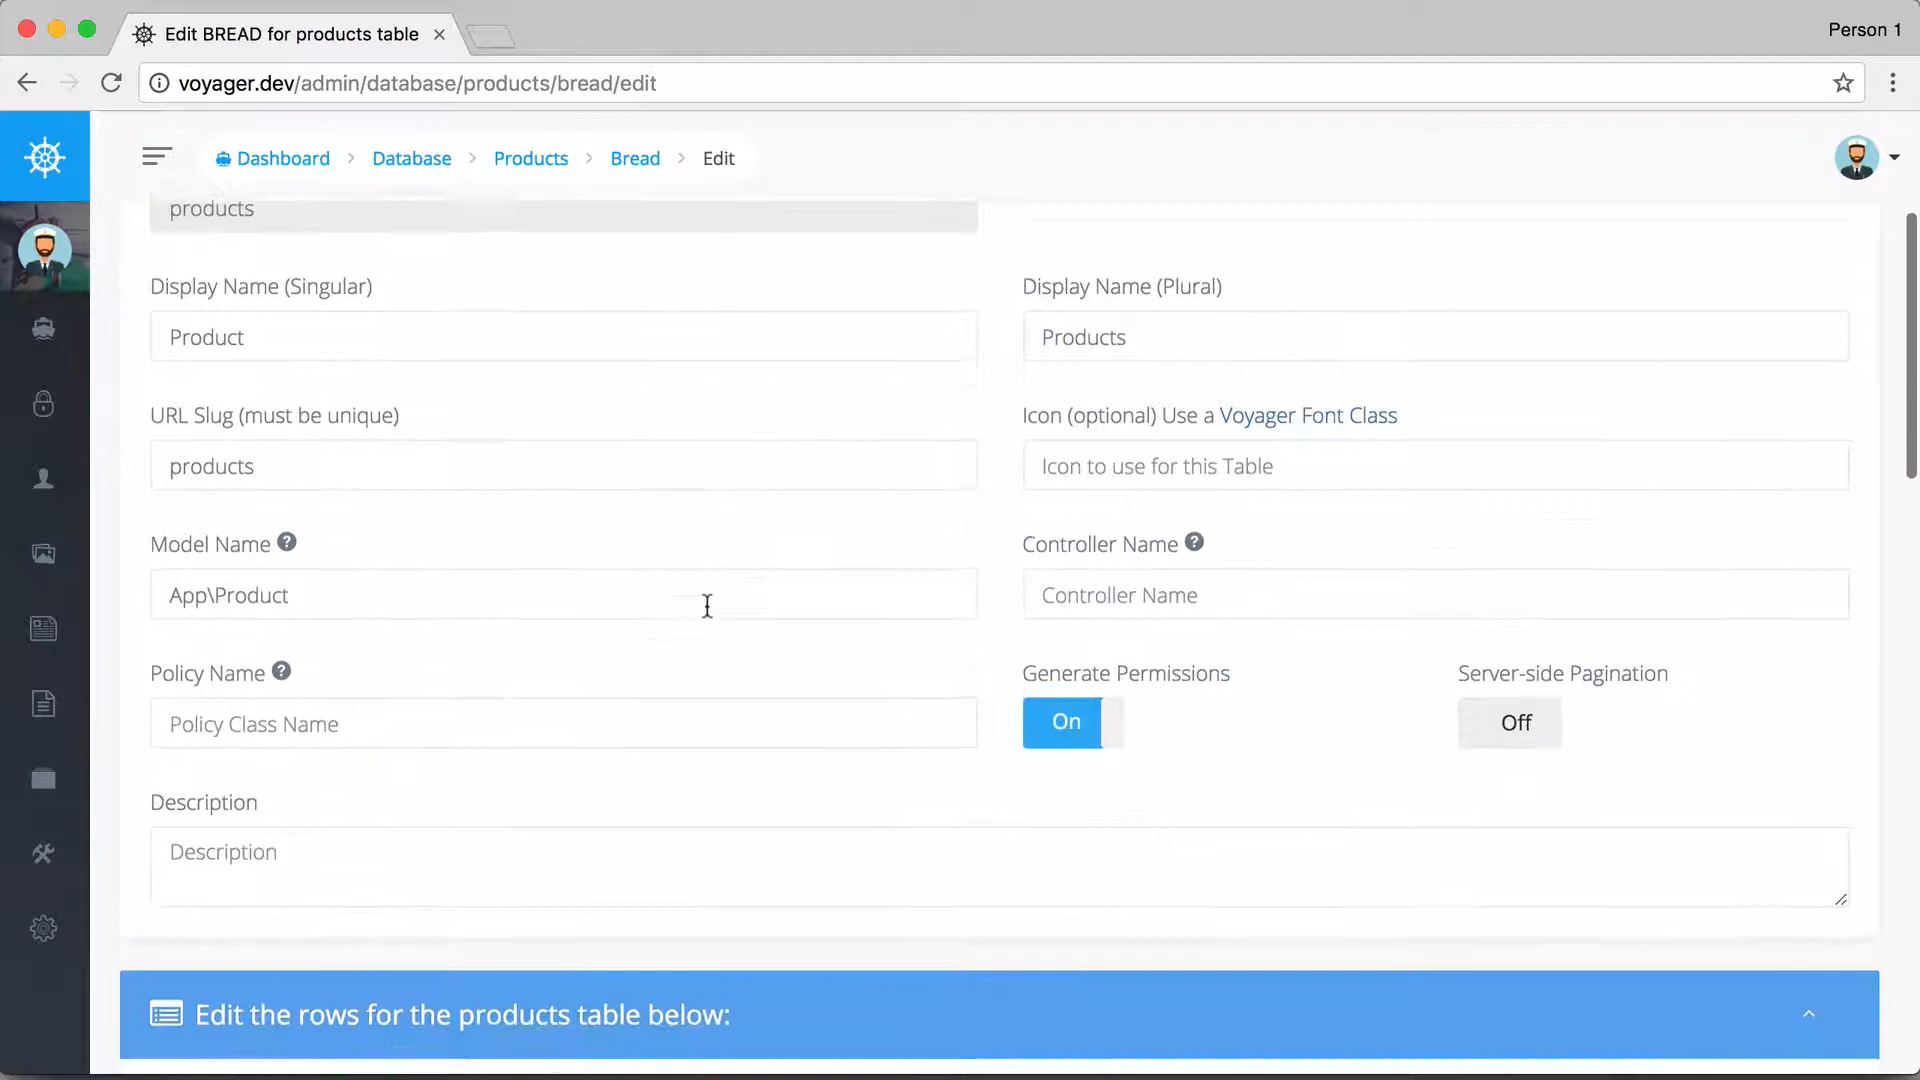 Edit BREAD for products table
Person 1
voyager.dev/admin/database/products/bread/edit
Dashboard > Database > Products > Bread > Edit
products
Display Name (Singular)
Display Name (Plural)
Product
Products
URL Slug (must be unique)
Icon (optional) Use a Voyager Font Class
products
Icon to use for this Table
Model Name
Controller Name
App\Product
Controller Name
Policy Name
Generate Permissions
Server-side Pagination
Policy Class Name
On
Off
Description
Description
Edit the rows for the products table below: